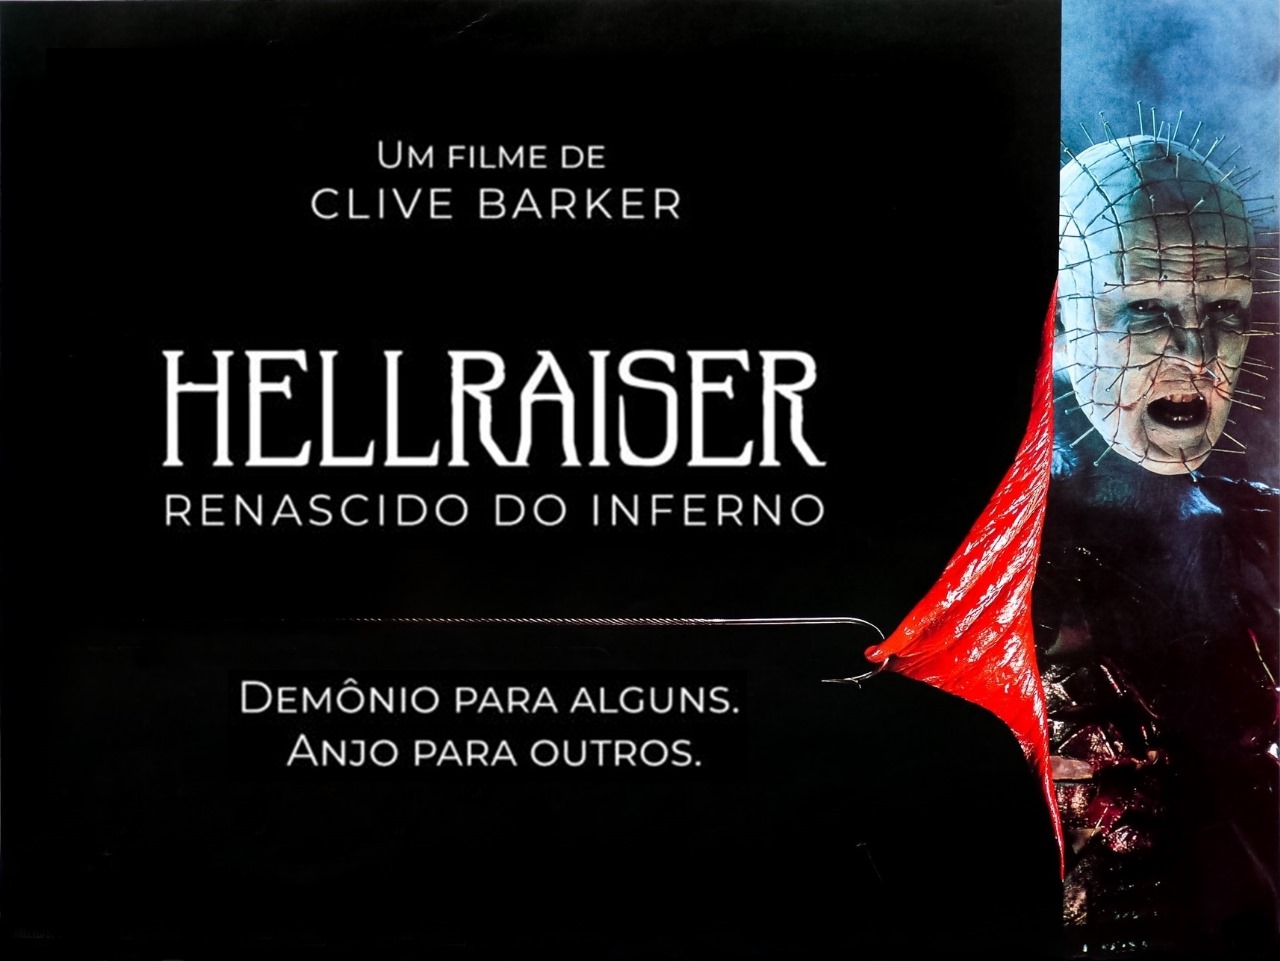 UM FILME DE
CLIVE BARKER
HELLRAISER
RENASCIDO DO INFERNO
DEMÔNIO PARA ALGUNS.
ANJO PARA OUTROS.